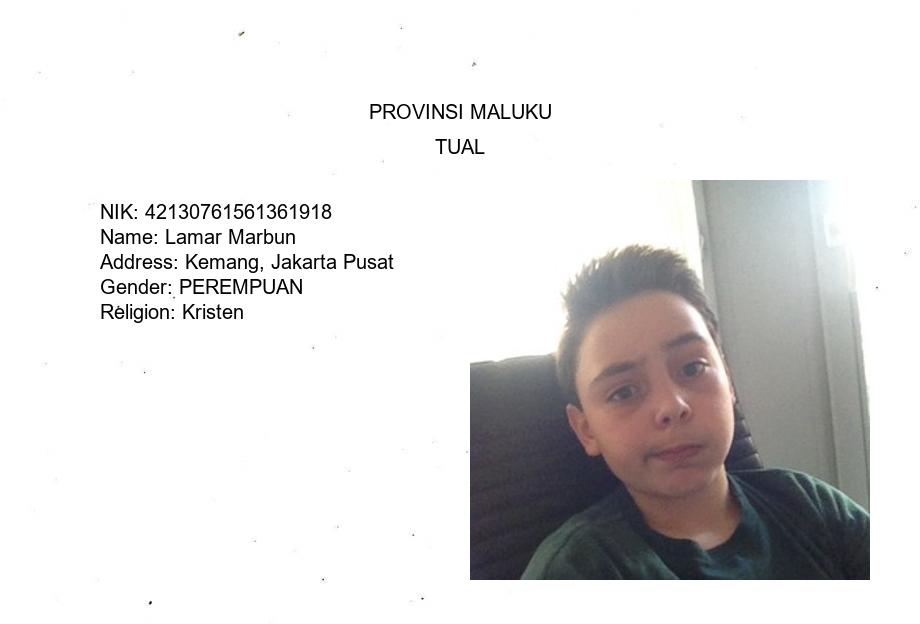 PROVINSI MALUKU
TUAL
NIK: 42130761561361918
Name: Lamar Marbun
Address: Kemang, Jakarta Pusat
Gender: PEREMPUAN
Religion: Kristen